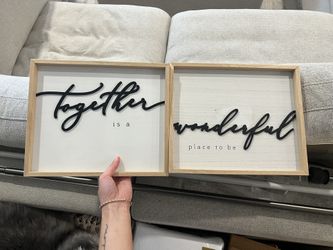 together
is a
wonderful
place to be